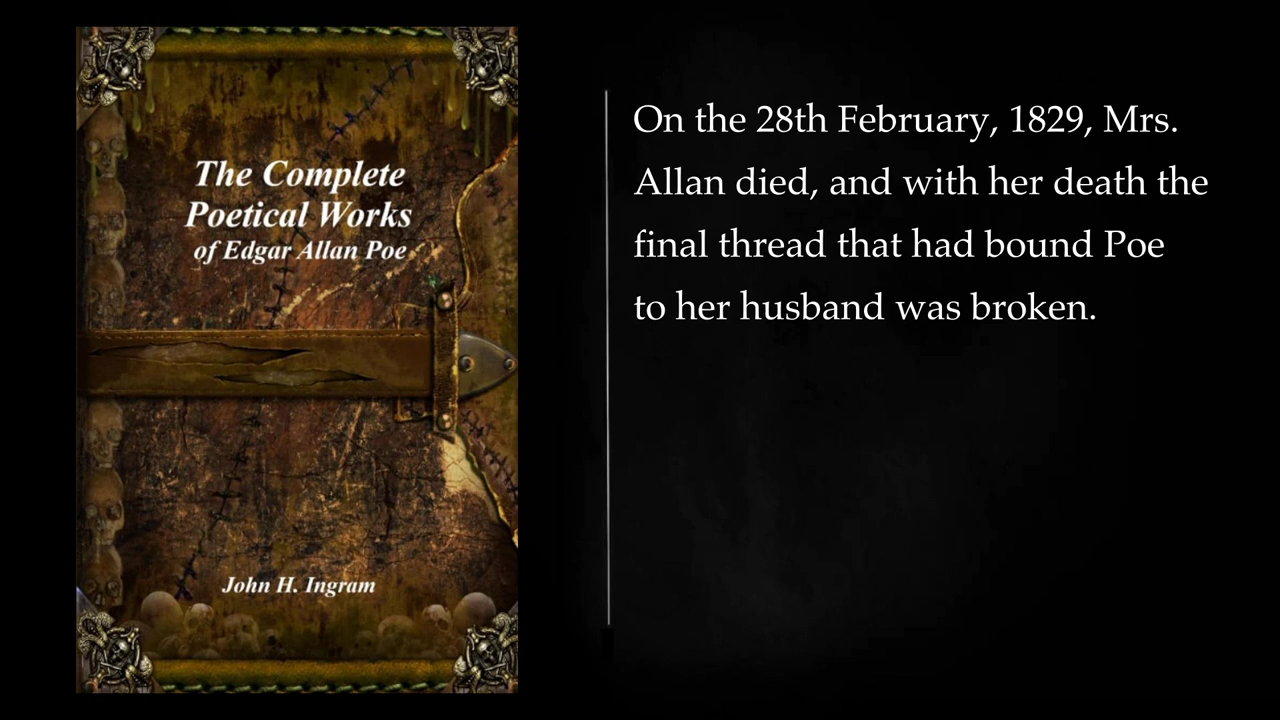 The Complete
Poetical Works
of Edgar Allan Poe
John H. Ingram
On the 28th February, 1829, Mrs.
Allan died, and with her death the
final thread that had bound Poe
to her husband was broken.